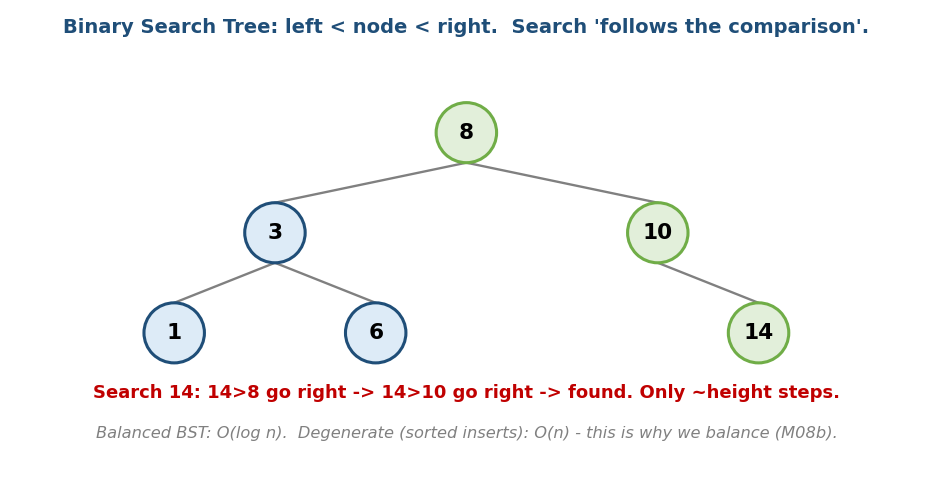 Binary Search Tree: left < node < right.  Search 'follows the comparison'.
8
3
10
1
6
14
Search 14: 14>8 go right -> 14>10 go right -> found. Only ~height steps.
Balanced BST: O(log n).  Degenerate (sorted inserts): O(n) - this is why we balance (M08b).